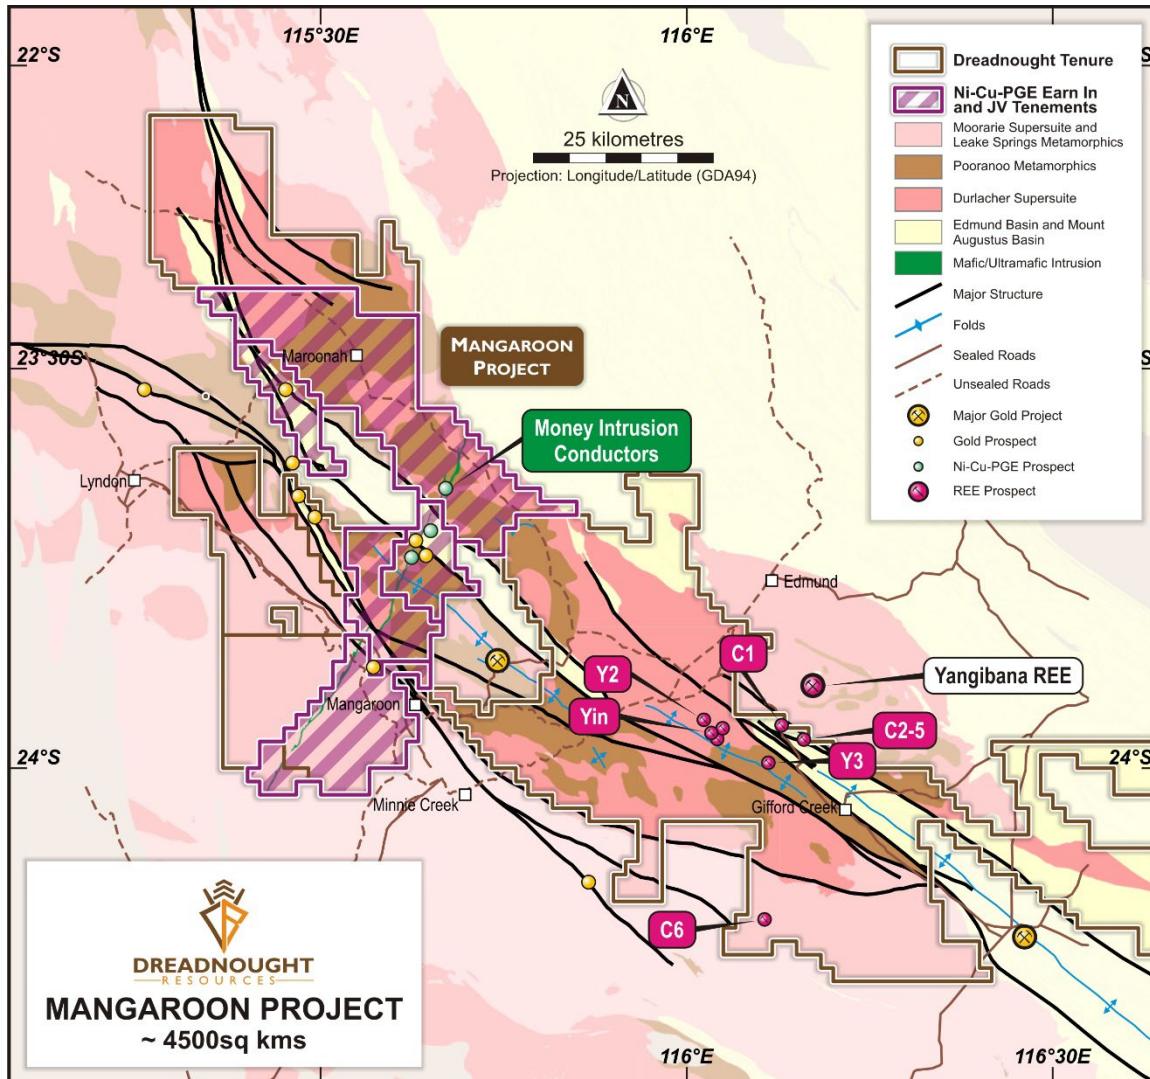 115°30E
116°E
22°S
°S
N
25 kilometres
Projection: Longitude/Latitude (GDA94)
Dreadnought Tenure
Ni-Cu-PGE Earn In
and JV Tenements
Moorarie Supersuite and
Leake Springs Metamorphics
Pooranoo Metamorphics
Durlacher Supersuite
Edmund Basin and Mount
Augustus Basin
Mafic/Ultramafic Intrusion
Major Structure
Folds
Sealed Roads
Unsealed Roads
Major Gold Project
Gold Prospect
Ni-Cu-PGE Prospect
REE Prospect
23°30S
°S
Maroonah
MANGAROON
PROJECT
Money Intrusion
Conductors
Lyndon
Edmund
C1
Y2
Yangibana REE
Yin
Mangaroon
C2-5
Y3
24°S
24°S
Minnie Creek
Gifford Creek
C6
DREADNOUGHT
RESOURCES
MANGAROON PROJECT
~ 4500sq kms
116°E
116°30E